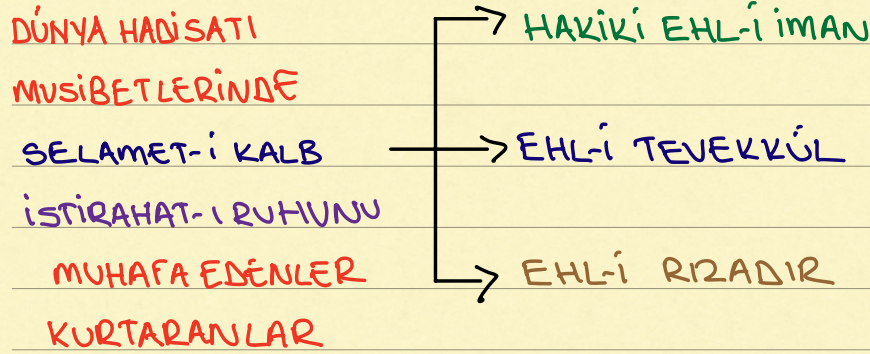 DÜNYA HADİSATI
MUSİBETLERİNDE
SELAMET-İ KALB
İSTİRAHAT-I RUHUNU
MUHAFA EDENLER
KURTARANLAR
HAKİKİ EHL-İ İMAN
EHL-İ TEVEKKÜL
EHL-İ RIZADIR